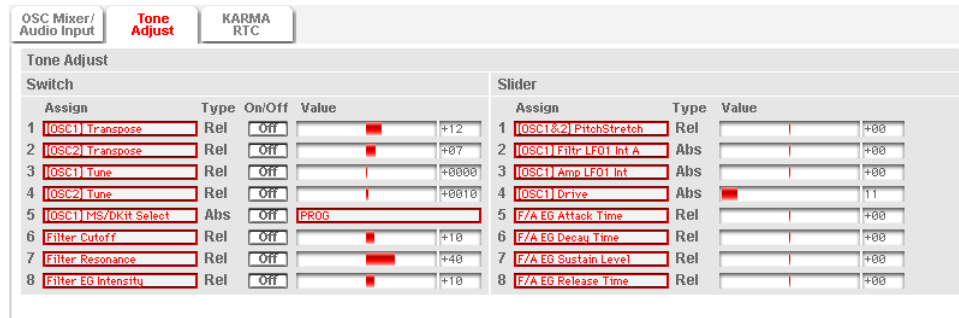 OSC Mixer/
Audio Input
Tone
Adjust
KARMA
RTC
Tone Adjust
Switch
Assign Type On/Off Value
1 [OSC1] Transpose Rel Off +12
2 [OSC2] Transpose Rel Off +07
3 [OSC1] Tune Rel Off +0000
4 [OSC2] Tune Rel Off +0010
5 [OSC1] MS/DKit Select Abs Off PROG
6 Filter Cutoff Rel Off +10
7 Filter Resonance Rel Off +40
8 Filter EG Intensity Rel Off +10
Slider
Assign Type Value
1 [OSC1&2] PitchStretch Rel +00
2 [OSC1] Filtr LFO1 Int A Abs +00
3 [OSC1] Amp LFO1 Int Abs +00
4 [OSC1] Drive Abs 11
5 F/A EG Attack Time Rel +00
6 F/A EG Decay Time Rel +00
7 F/A EG Sustain Level Rel +00
8 F/A EG Release Time Rel +00